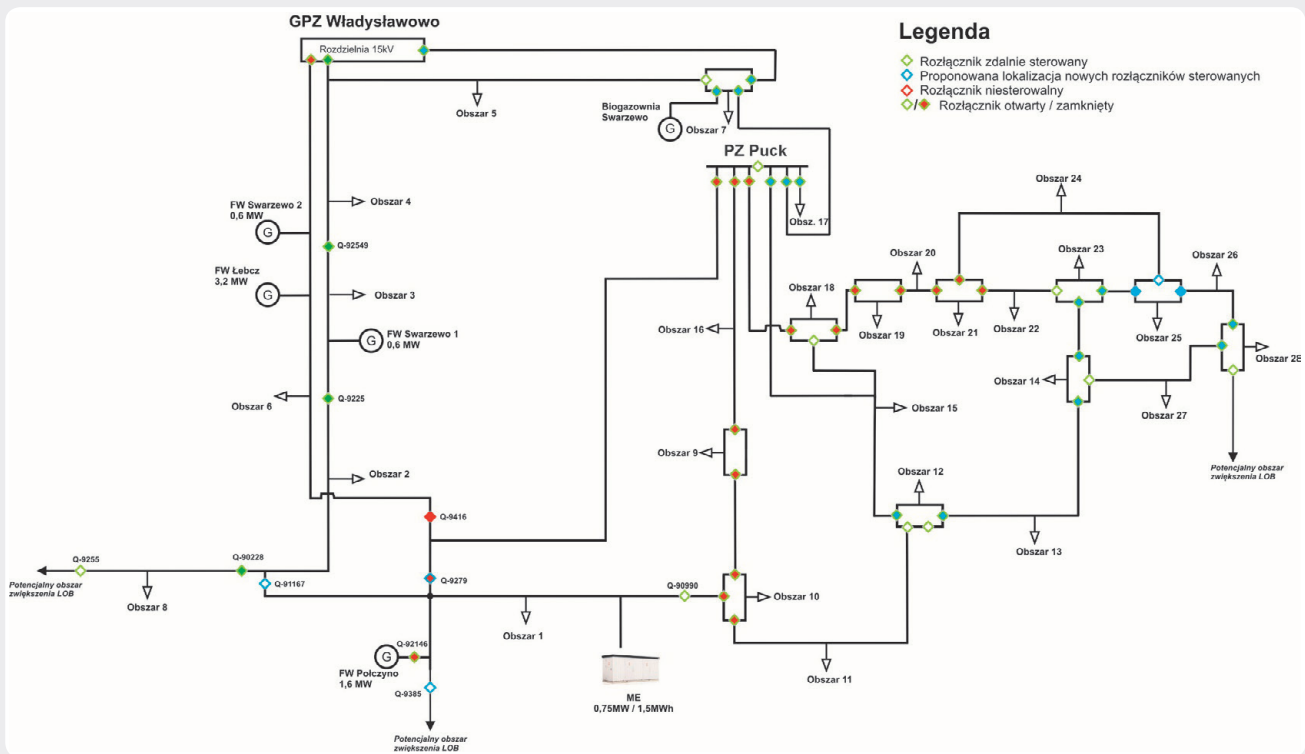 GPZ Władysławowo
Rozdzielnia 15kV
Legenda
Rozłącznik zdalnie sterowany
Proponowana lokalizacja nowych rozłączników sterowanych
Rozłącznik niesterowalny
/ Rozłącznik otwarty / zamknięty
Obszar 5
Biogazownia
Swarzewo
G
Obszar 7
PZ Puck
Obsz. 17
Obszar 24
FW Swarzewo 2
0,6 MW
G
Obszar 4
Q-92549
FW Łebcz
3,2 MW
G
Obszar 3
G
FW Swarzewo 1
0,6 MW
Obszar 6
Q-9225
Obszar 2
Obszar 16
Obszar 18
Obszar 20
Obszar 19
Obszar 21
Obszar 22
Obszar 23
Obszar 25
Obszar 26
Obszar 28
Obszar 14
Obszar 27
Obszar 15
Potencjalny obszar
zwiększenia LOB
Obszar 9
Obszar 12
Obszar 13
Q-9416
Q-9255
Q-90228
Q-91167
Q-9279
Potencjalny obszar
zwiększenia LOB
Obszar 8
Obszar 1
Q-90990
Obszar 10
Obszar 11
Q-92146
G
FW Połczyno
1,6 MW
Q-9385
ME
0,75MW / 1,5MWh
Potencjalny obszar
zwiększenia LOB